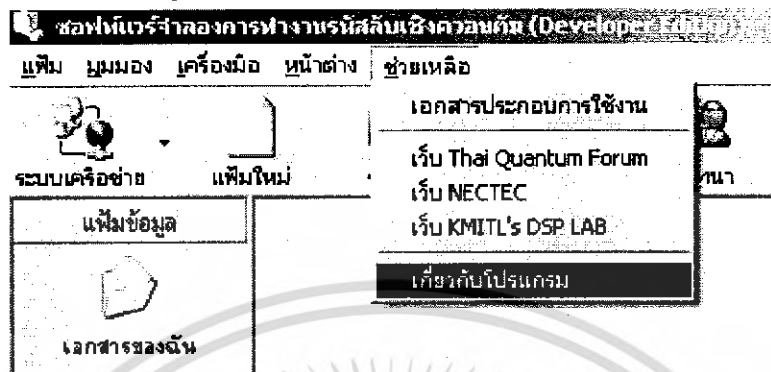 ซอฟท์แวร์จำลองการทำงานรหัสลับเชิงควอนตัม (Developer Edition)
แฟ้ม มุมมอง เครื่องมือ หน้าต่าง ช่วยเหลือ
เอกสารประกอบการใช้งาน
เว็บ Thai Quantum Forum
เว็บ NECTEC
เว็บ KMITL's DSP LAB
เกี่ยวกับโปรแกรม
ระบบเครือข่าย แฟ้มใหม่
แฟ้มข้อมูล
เอกสารของฉัน